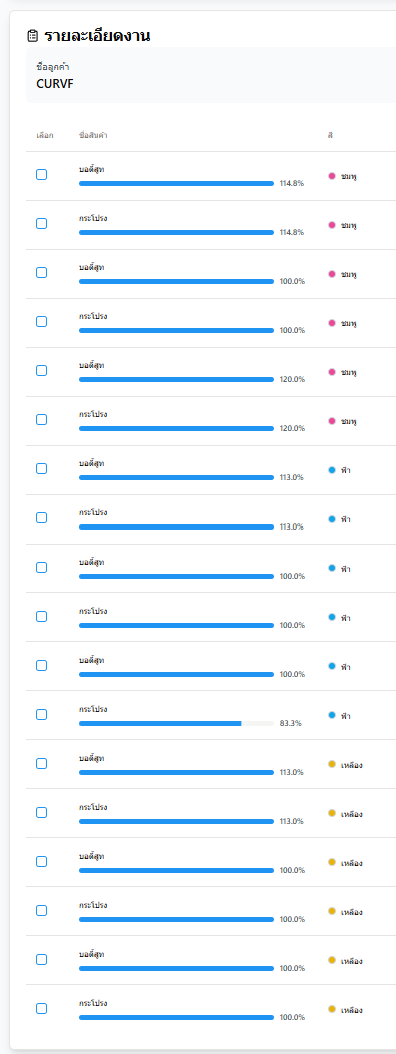 รายละเอียดงาน
ชื่อลูกค้า
CURVF
เลือก ชื่อสินค้า สี
บอดี้สูท
114.8% ชมพู
กระโปรง
114.8% ชมพู
บอดี้สูท
100.0% ชมพู
กระโปรง
100.0% ชมพู
บอดี้สูท
120.0% ชมพู
กระโปรง
120.0% ชมพู
บอดี้สูท
113.0% ฟ้า
กระโปรง
113.0% ฟ้า
บอดี้สูท
100.0% ฟ้า
กระโปรง
100.0% ฟ้า
บอดี้สูท
100.0% ฟ้า
กระโปรง
83.3% ฟ้า
บอดี้สูท
113.0% เหลือง
กระโปรง
113.0% เหลือง
บอดี้สูท
100.0% เหลือง
กระโปรง
100.0% เหลือง
บอดี้สูท
100.0% เหลือง
กระโปรง
100.0% เหลือง